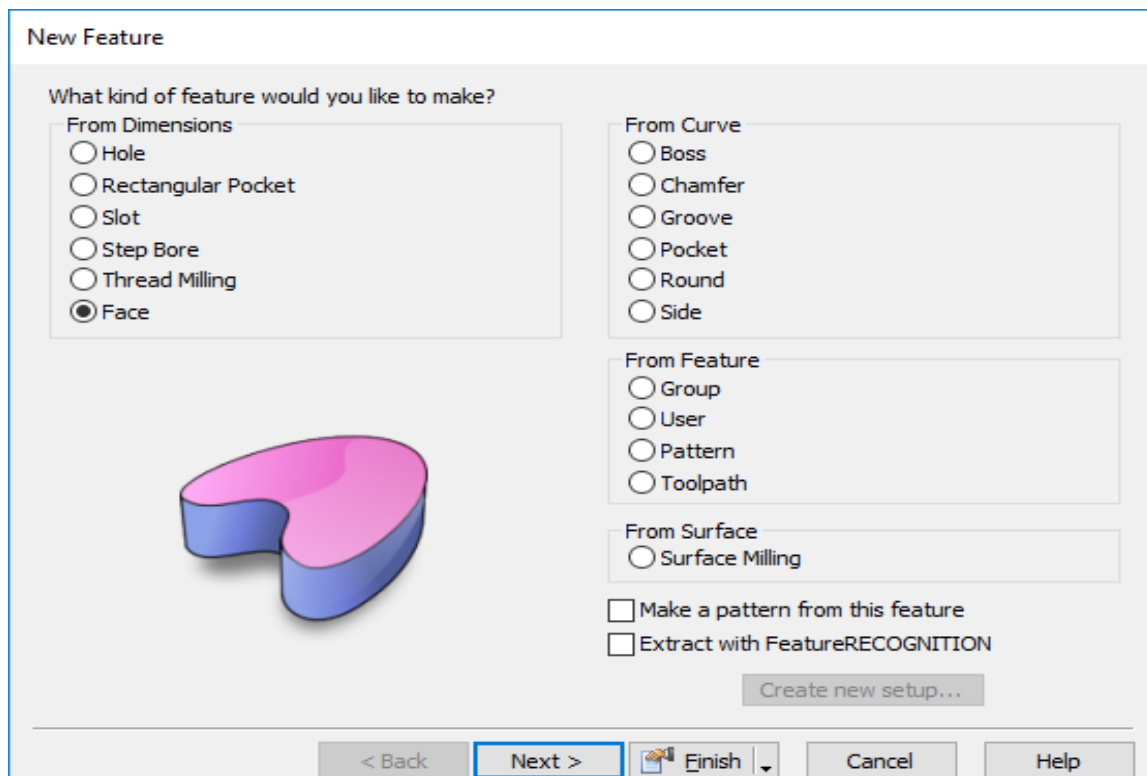 New Feature
What kind of feature would you like to make?
From Dimensions
Hole
Rectangular Pocket
Slot
Step Bore
Thread Milling
Face
From Curve
Boss
Chamfer
Groove
Pocket
Round
Side
From Feature
Group
User
Pattern
Toolpath
From Surface
Surface Milling
Make a pattern from this feature
Extract with FeatureRECOGNITION
Create new setup...
< Back
Next >
Finish
Cancel
Help